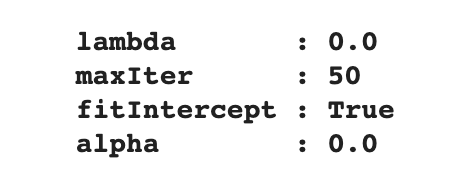 lambda       : 0.0
maxIter      : 50
fitIntercept : True
alpha        : 0.0